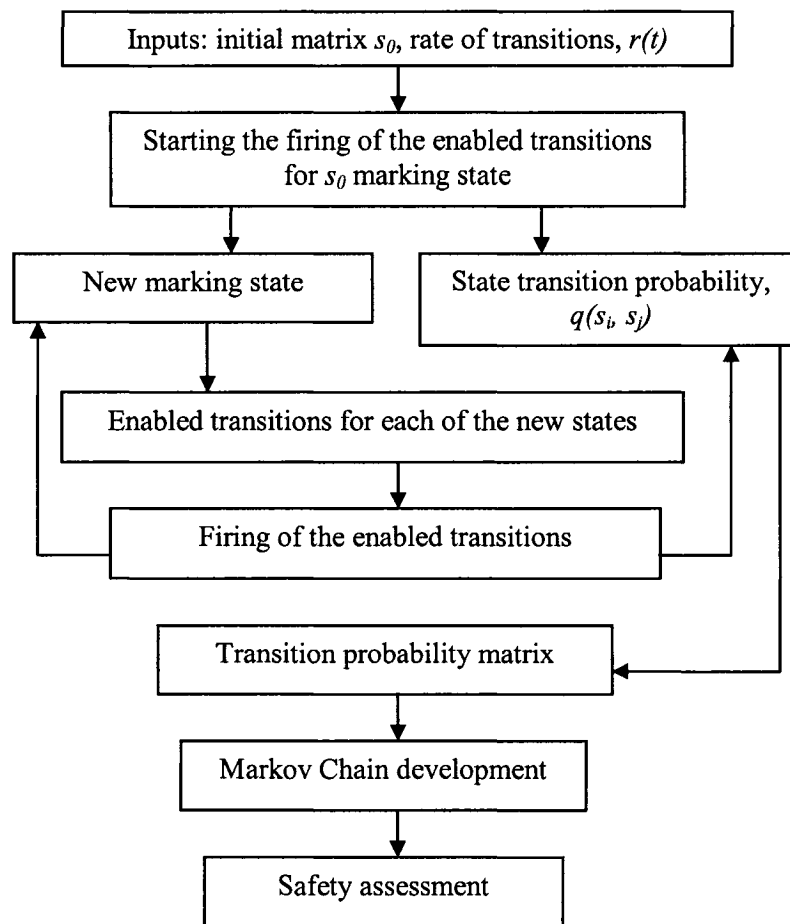 Inputs: initial matrix s0, rate of transitions, r(t)
Starting the firing of the enabled transitions
for s0 marking state
New marking state
State transition probability,
q(si, sj)
Enabled transitions for each of the new states
Firing of the enabled transitions
Transition probability matrix
Markov Chain development
Safety assessment